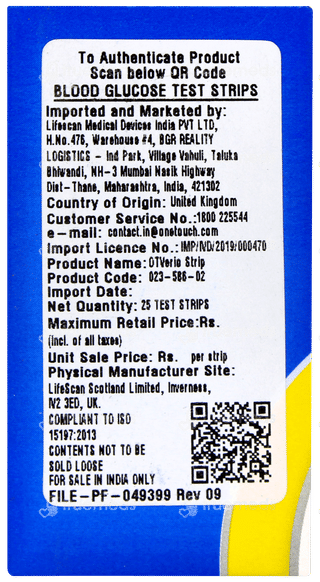 To Authenticate Product
Scan below QR Code
BLOOD GLUCOSE TEST STRIPS
Imported and Marketed by:
Lifescan Medical Devices India PVT LTD,
H.No.476, Warehouse #4, BGR REALITY
LOGISTICS - Ind Park, Village Vahuli, Taluka
Bhiwandi, NH-3 Mumbai Nasik Highway
Dist-Thane, Maharashtra, India, 421302
Country of Origin: United Kingdom
Customer Service No.:1800 225544
e-mail: contact.in@onetouch.com
Import Licence No.: IMP/IVD/2019/000470
Product Name: OTVerio Strip
Product Code: 023-586-02
Import Date:
Net Quantity: 25 TEST STRIPS
Maximum Retail Price:Rs.
(Incl. of all taxes)
Unit Sale Price: Rs. per strip
Physical Manufacturer Site:
LifeScan Scotland Limited, Inverness,
IV2 3ED, UK.
COMPLIANT TO ISO
15197:2013
CONTENTS NOT TO BE
SOLD LOOSE
FOR SALE IN INDIA ONLY
FILE-PF-049399 Rev 09